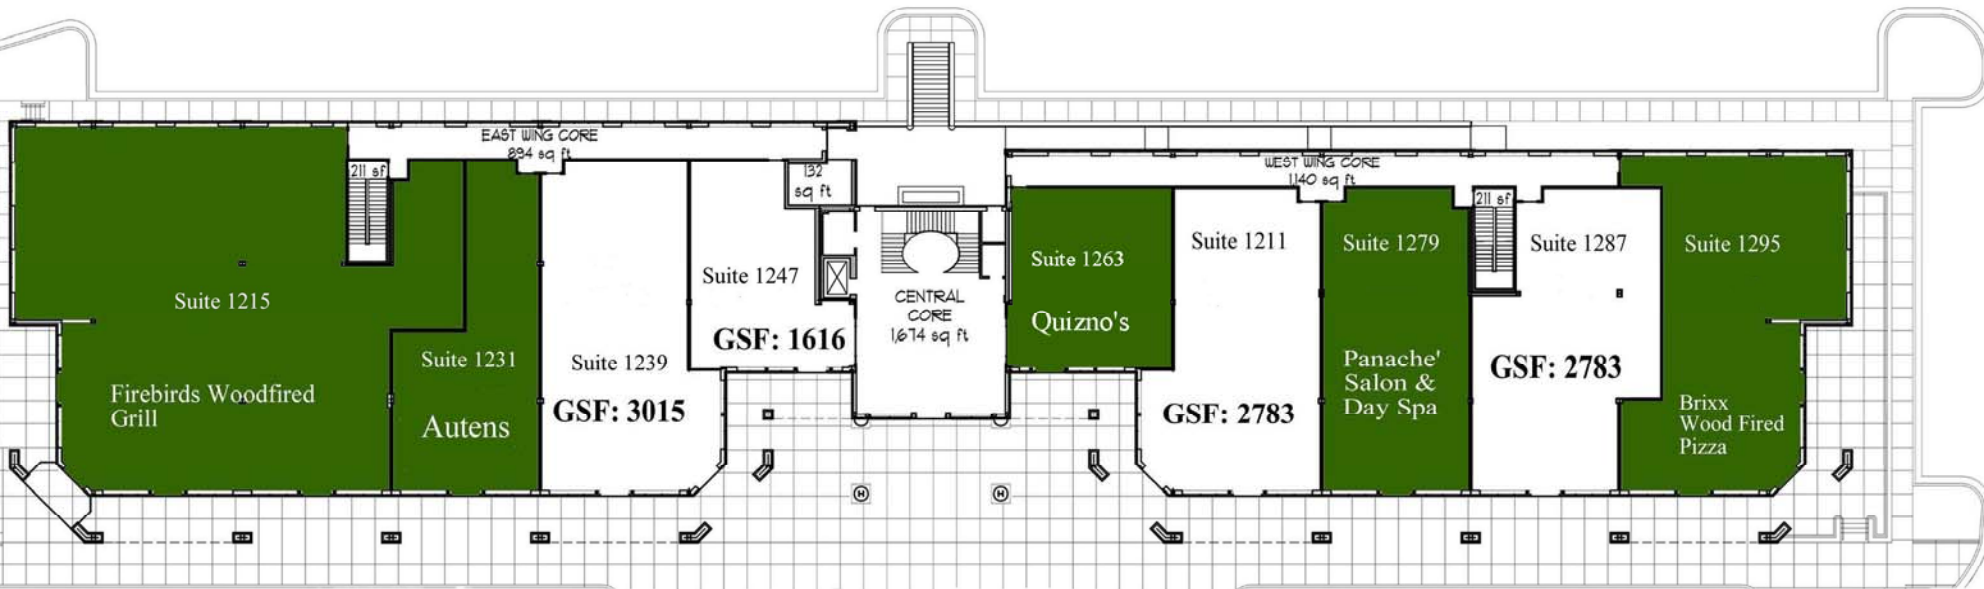 EAST WING CORE
894 sq ft
211 sf
132
sq ft
WEST WING CORE
1140 sq ft
211 sf
Suite 1215
Firebirds Woodfired
Grill
Suite 1231
Autens
Suite 1239
GSF: 3015
Suite 1247
GSF: 1616
CENTRAL
CORE
1,674 sq ft
Suite 1263
Quizno's
Suite 1211
GSF: 2783
Suite 1279
Panache'
Salon &
Day Spa
Suite 1287
GSF: 2783
Suite 1295
Brixx
Wood Fired
Pizza
H
H